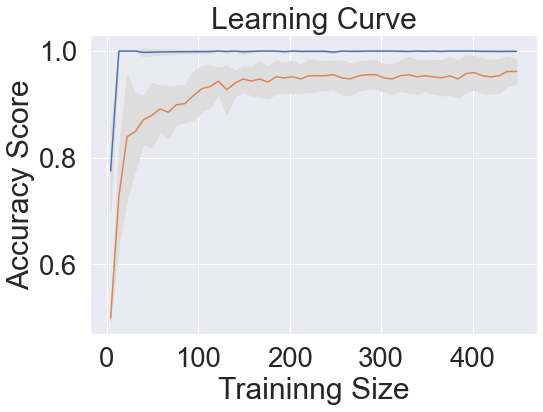 Learning Curve
1.0
0.8
0.6
Accuracy Score
0 100 200 300 400
Traininng Size